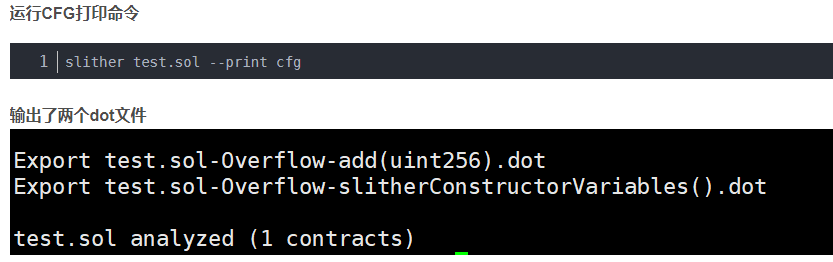 运行CFG打印命令
1 slither test.sol --print cfg
输出了两个dot文件
Export test.sol-Overflow-add(uint256).dot
Export test.sol-Overflow-slitherConstructorVariables().dot
test.sol analyzed (1 contracts)